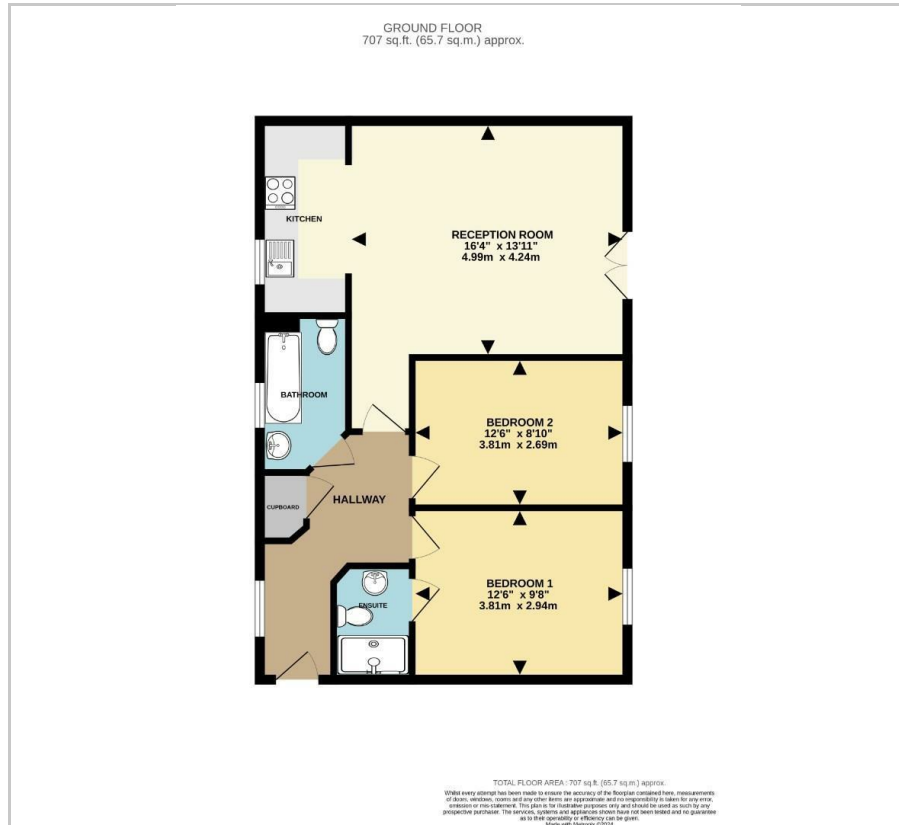 GROUND FLOOR
707 sq.ft. (65.7 sq.m.) approx.
KITCHEN
RECEPTION ROOM
16'4" x 13'11"
4.99m x 4.24m
BATHROOM
BEDROOM 2
12'6" x 8'10"
3.81m x 2.69m
CUPBOARD
HALLWAY
BEDROOM 1
12'6" x 9'8"
3.81m x 2.94m
ENSUITE
TOTAL FLOOR AREA : 707 sq.ft. (65.7 sq.m.) approx.
Whilst every attempt has been made to ensure the accuracy of the floorplan contained here, measurements
of doors, windows, rooms and any other items are approximate and no responsibility is taken for any error,
omission or mis-statement. This plan is for illustrative purposes only and should be used as such by any
prospective purchaser. The services, systems and appliances shown have not been tested and no guarantee
as to their operability or efficiency can be given.
Made with Metropix ©2024